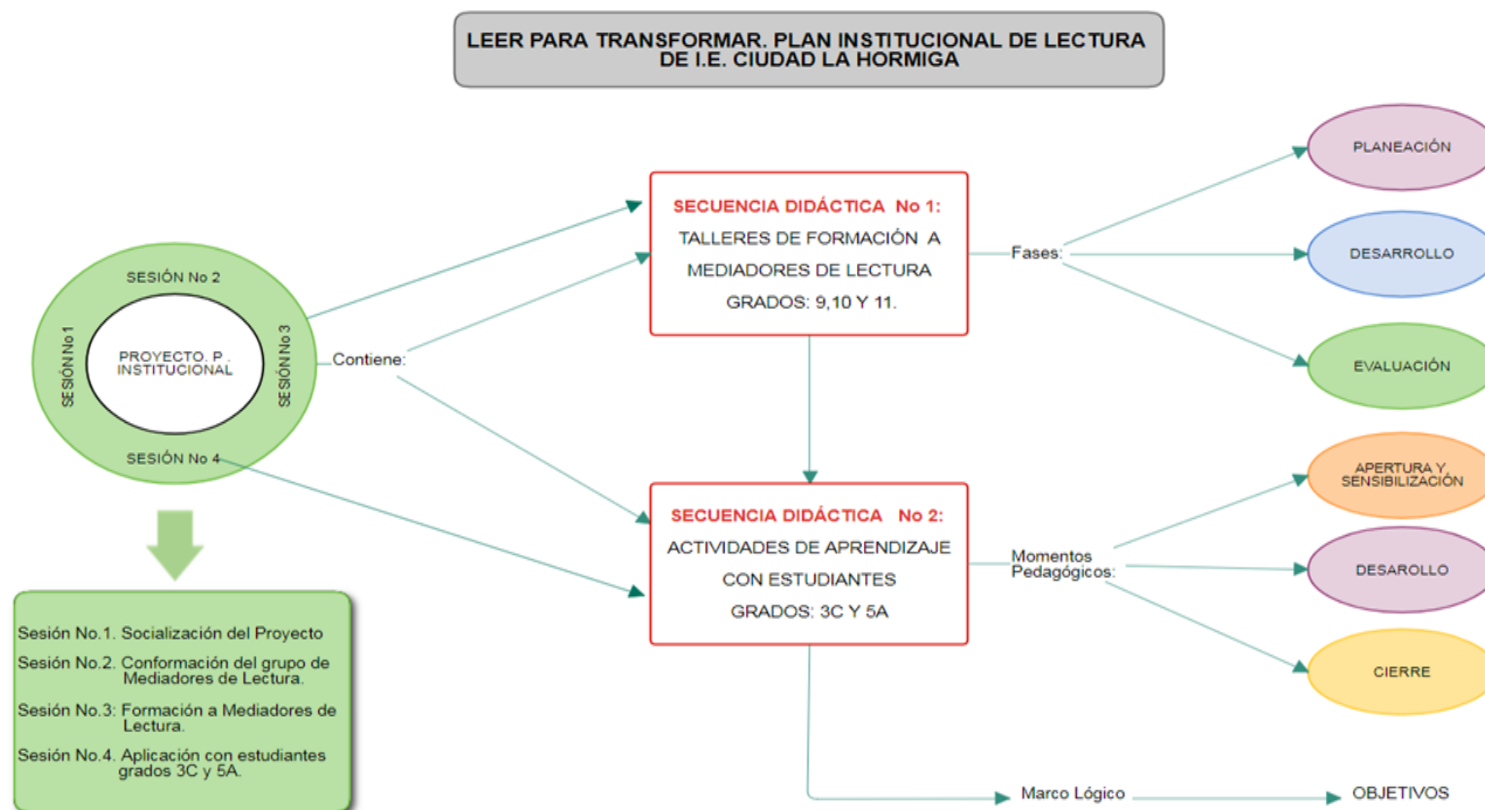 LEER PARA TRANSFORMAR. PLAN INSTITUCIONAL DE LECTURA
DE I.E. CIUDAD LA HORMIGA
SESIÓN No 2
SESIÓN No1
PROYECTO. P .
INSTITUCIONAL
SESIÓN No 3
SESIÓN No 4
Contiene:
SECUENCIA DIDÁCTICA No 1:
TALLERES DE FORMACIÓN A
MEDIADORES DE LECTURA
GRADOS: 9,10 Y 11.
Fases:
PLANEACIÓN
DESARROLLO
EVALUACIÓN
SECUENCIA DIDÁCTICA No 2:
ACTIVIDADES DE APRENDIZAJE
CON ESTUDIANTES
GRADOS: 3C Y 5A
Momentos
Pedagógicos:
APERTURA Y
SENSIBILIZACIÓN
DESAROLLO
CIERRE
Sesión No.1. Socialización del Proyecto
Sesión No.2. Conformación del grupo de
Mediadores de Lectura.
Sesión No.3: Formación a Mediadores de
Lectura.
Sesión No.4. Aplicación con estudiantes
grados 3C y 5A.
Marco Lógico
OBJETIVOS